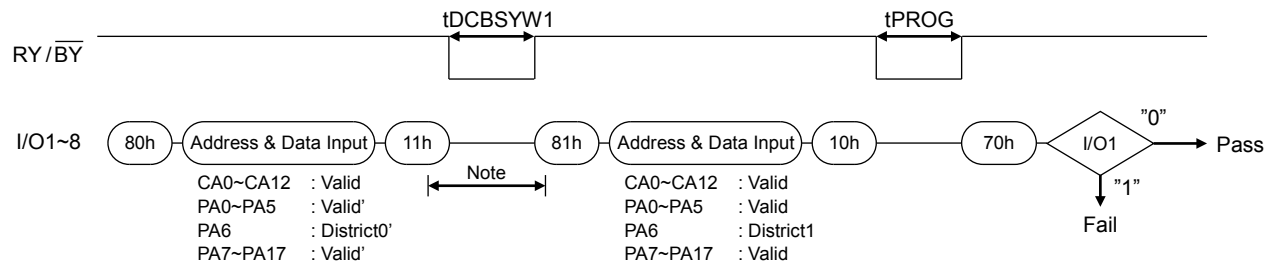 tDCBSYW1
tPROG
RY / BY
I/O1~8
80h
Address & Data Input
11h
81h
Address & Data Input
10h
70h
I/O1
"0"
Pass
"1"
Fail
Note
CA0~CA12 : Valid
PA0~PA5 : Valid'
PA6 : District0'
PA7~PA17 : Valid'
CA0~CA12 : Valid
PA0~PA5 : Valid
PA6 : District1
PA7~PA17 : Valid